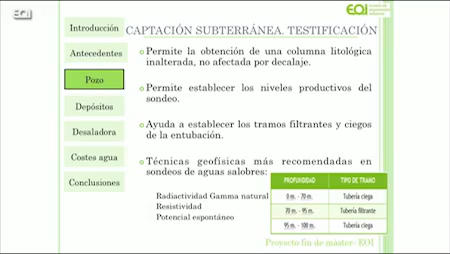 EOI
EOI
Introducción
Antecedentes
Pozo
Depósitos
Desaladora
Costes agua
Conclusiones
CAPTACIÓN SUBTERRÁNEA. TESTIFICACIÓN
Permite la obtención de una columna litológica
inalterada, no afectada por decalaje.
Permite establecer los niveles productivos del
sondeo.
Ayuda a establecer los tramos filtrantes y ciegos
de la entubación.
Técnicas geofísicas más recomendadas en
sondeos de aguas salobres:
Radiactividad Gamma natural
Resistividad
Potencial espontáneo
PROFUNDIDAD TIPO DE TRAMO
0 m. - 70 m. Tubería ciega
70 m. - 95 m. Tubería filtrante
95 m. - 100 m. Tubería ciega
Proyecto fin de máster- EOI